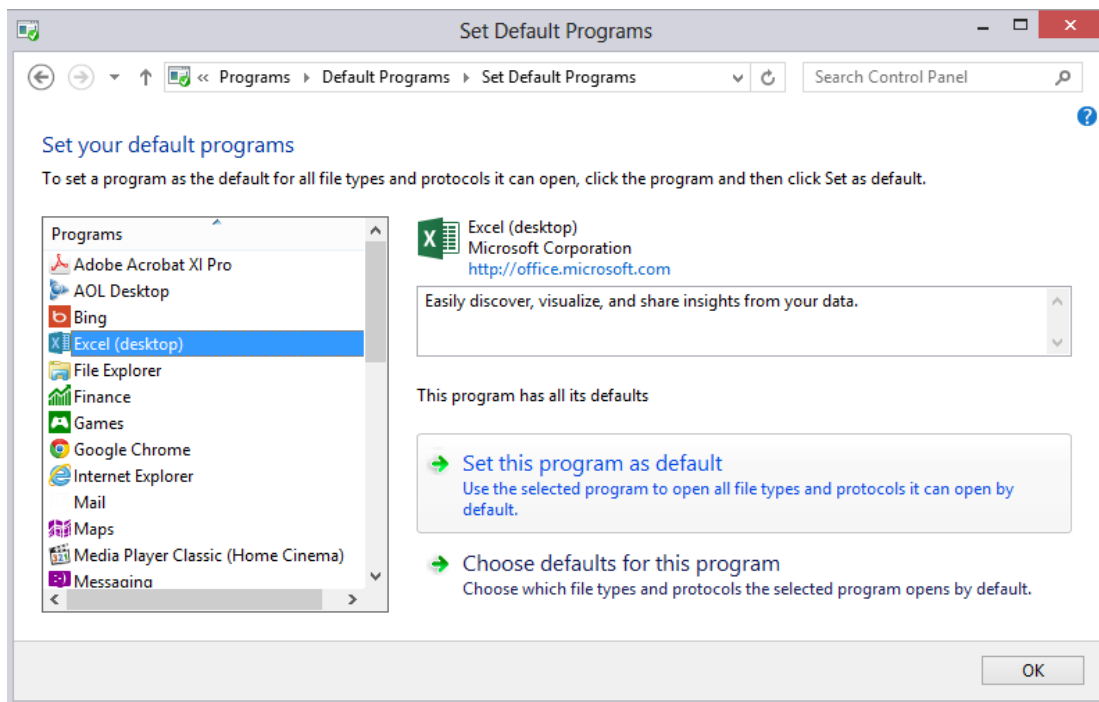 Set Default Programs
« Programs Default Programs Set Default Programs
Search Control Panel
Set your default programs
To set a program as the default for all file types and protocols it can open, click the program and then click Set as default.
Programs
Adobe Acrobat XI Pro
AOL Desktop
Bing
Excel (desktop)
File Explorer
Finance
Games
Google Chrome
Internet Explorer
Mail
Maps
Media Player Classic (Home Cinema)
Messaging
Excel (desktop)
Microsoft Corporation
http://office.microsoft.com
Easily discover, visualize, and share insights from your data.
This program has all its defaults
Set this program as default
Use the selected program to open all file types and protocols it can open by
default.
Choose defaults for this program
Choose which file types and protocols the selected program opens by default.
OK